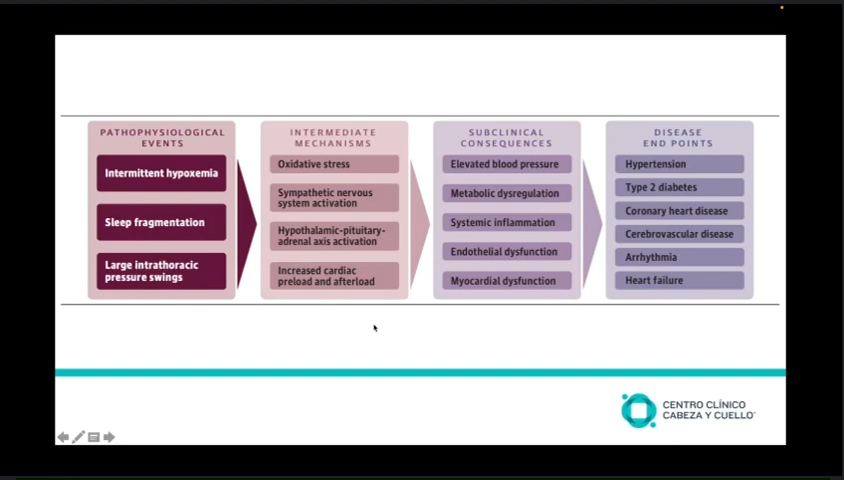 PATHOPHYSIOLOGICAL
EVENTS
Intermittent hypoxemia
Sleep fragmentation
Large intrathoracic
pressure swings
INTERMEDIATE
MECHANISMS
Oxidative stress
Sympathetic nervous
system activation
Hypothalamic-pituitary-
adrenal axis activation
Increased cardiac
preload and afterload
SUBCLINICAL
CONSEQUENCES
Elevated blood pressure
Metabolic dysregulation
Systemic inflammation
Endothelial dysfunction
Myocardial dysfunction
DISEASE
END POINTS
Hypertension
Type 2 diabetes
Coronary heart disease
Cerebrovascular disease
Arrhythmia
Heart failure
CENTRO CLÍNICO
CABEZA Y CUELLO